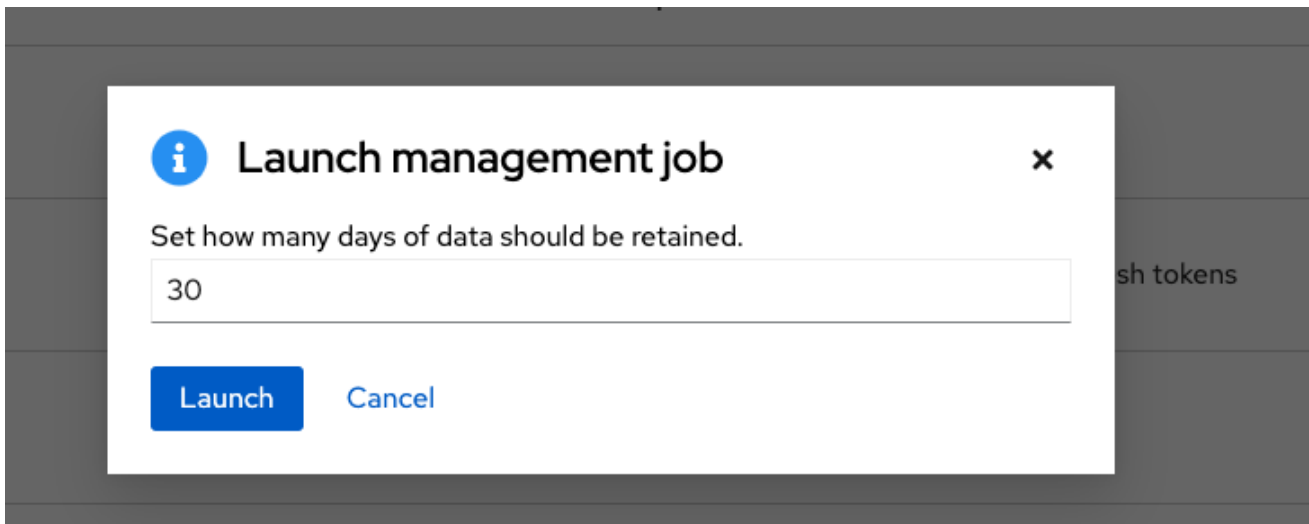 Launch management job
Set how many days of data should be retained.
30
sh tokens
Launch
Cancel